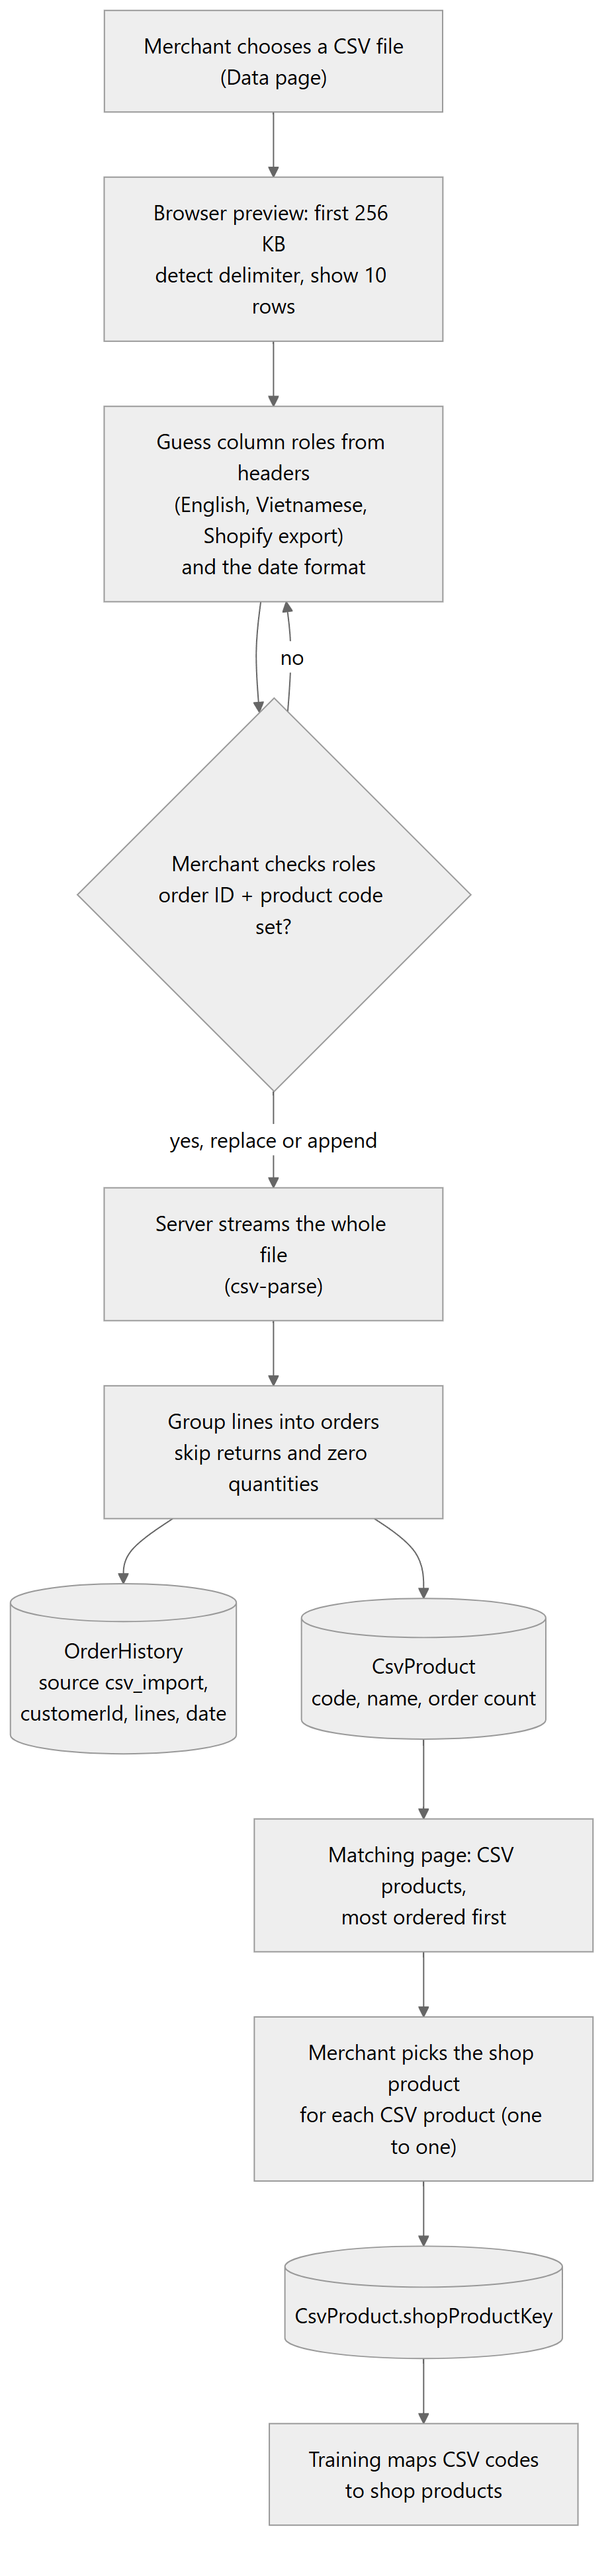 Merchant chooses a CSV file
(Data page)
Browser preview: first 256
KB
detect delimiter, show 10
rows
Guess column roles from
headers
(English, Vietnamese,
Shopify export)
and the date format
no
Merchant checks roles
order ID + product code
set?
yes, replace or append
Server streams the whole
file
(csv-parse)
Group lines into orders
skip returns and zero
quantities
OrderHistory
source csv_import,
customerId, lines, date
CsvProduct
code, name, order count
Matching page: CSV
products,
most ordered first
Merchant picks the shop
product
for each CSV product (one
to one)
CsvProduct.shopProductKey
Training maps CSV codes
to shop products